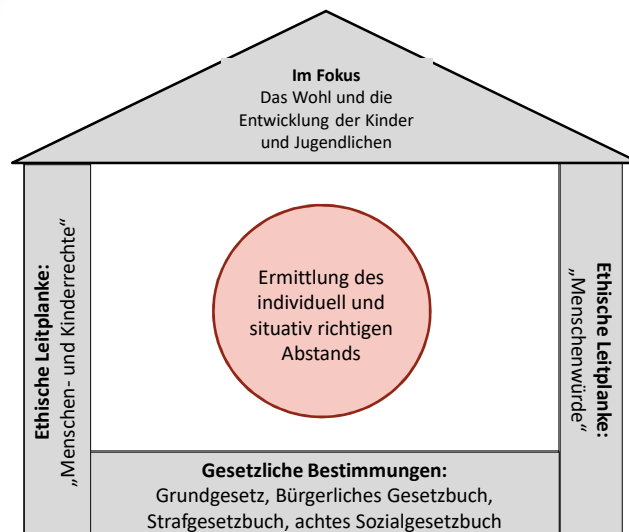 Im Fokus
Das Wohl und die
Entwicklung der Kinder
und Jugendlichen
Ethische Leitplanke:
„Menschen- und Kinderrechte“
Ermittlung des
individuell und
situativ richtigen
Abstands
Ethische Leitplanke:
„Menschenwürde“
Gesetzliche Bestimmungen:
Grundgesetz, Bürgerliches Gesetzbuch,
Strafgesetzbuch, achtes Sozialgesetzbuch